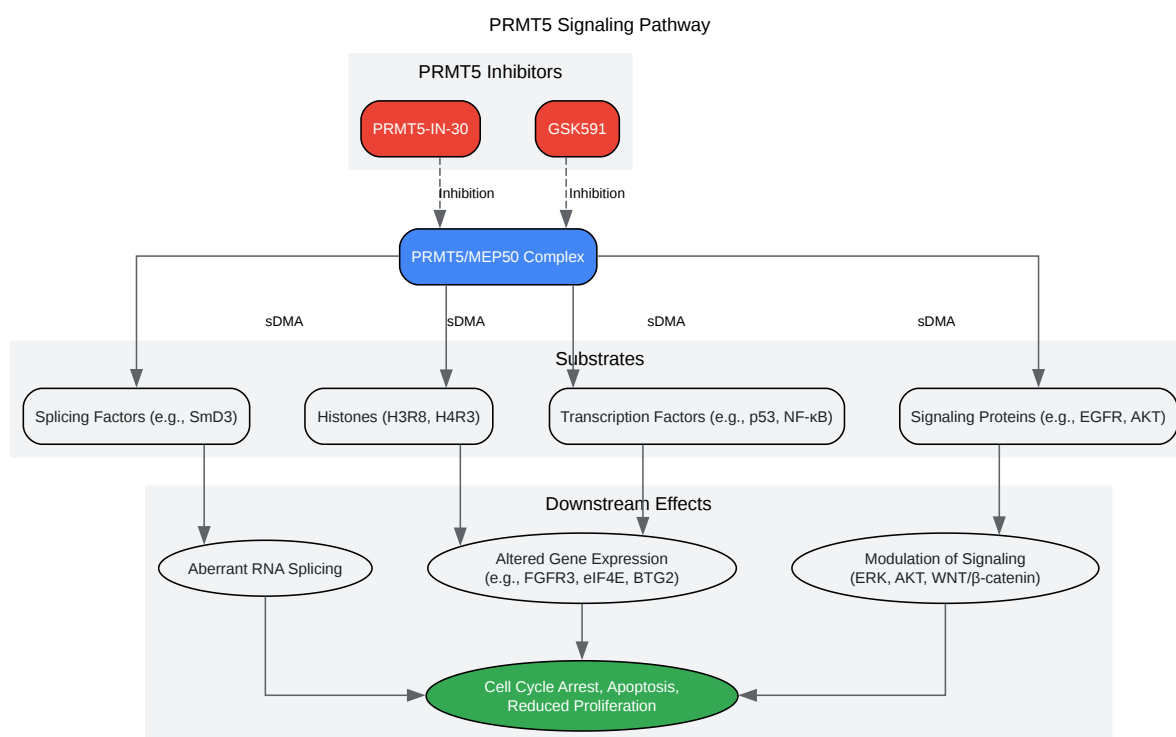 PRMT5 Signaling Pathway
PRMT5 Inhibitors
PRMT5-IN-30
GSK591
Inhibition
Inhibition
PRMT5/MEP50 Complex
sDMA
sDMA
sDMA
sDMA
Substrates
Splicing Factors (e.g., SmD3)
Histones (H3R8, H4R3)
Transcription Factors (e.g., p53, NF-κB)
Signaling Proteins (e.g., EGFR, AKT)
Downstream Effects
Aberrant RNA Splicing
Altered Gene Expression
(e.g., FGFR3, eIF4E, BTG2)
Modulation of Signaling
(ERK, AKT, WNT/β-catenin)
Cell Cycle Arrest, Apoptosis,
Reduced Proliferation